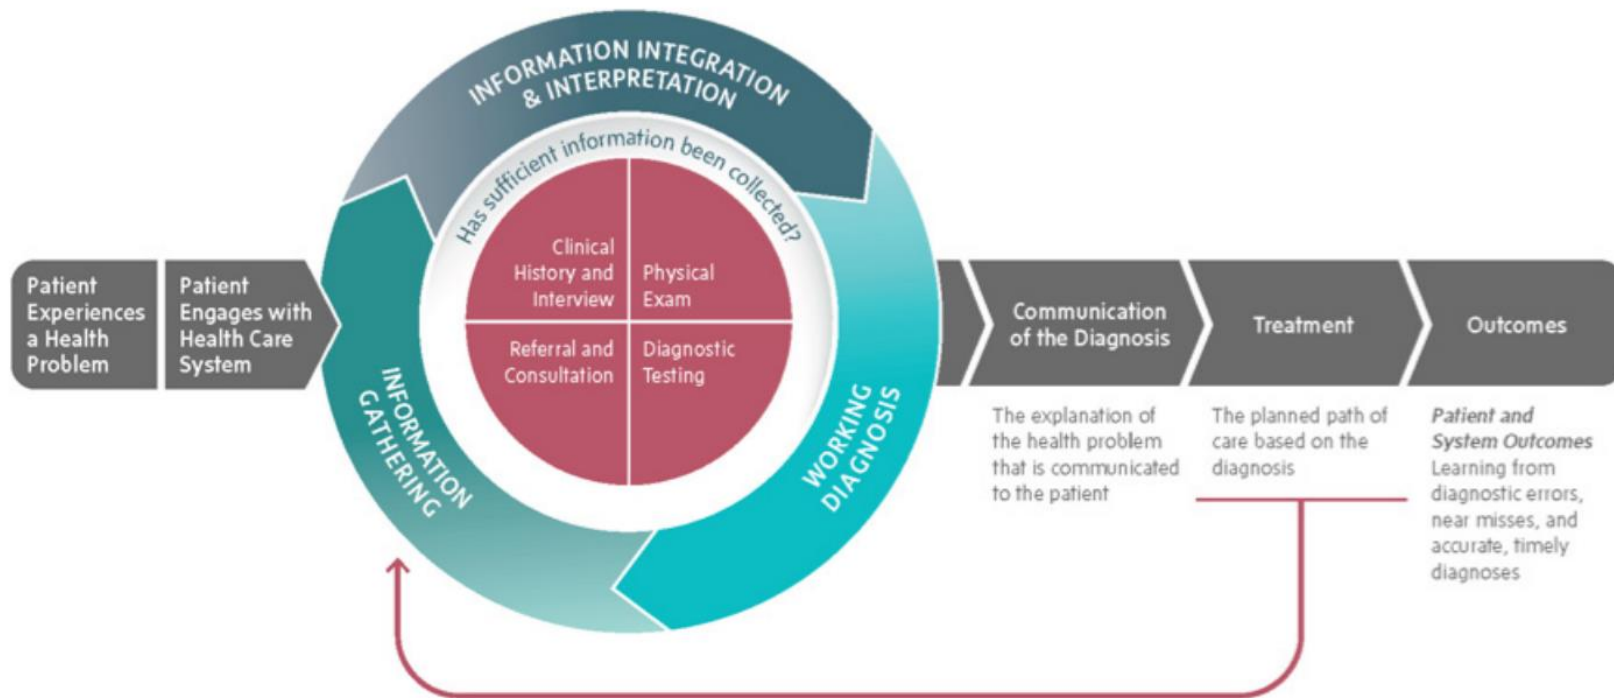 INFORMATION INTEGRATION
& INTERPRETATION
Has sufficient information been collected?
Clinical
History and
Interview
Physical
Exam
Referral and
Consultation
Diagnostic
Testing
INFORMATION
GATHERING
WORKING
DIAGNOSIS
Patient
Experiences
a Health
Problem
Patient
Engages with
Health Care
System
Communication
of the Diagnosis
Treatment
Outcomes
The explanation of
the health problem
that is communicated
to the patient
The planned path of
care based on the
diagnosis
Patient and
System Outcomes
Learning from
diagnostic errors,
near misses, and
accurate, timely
diagnoses